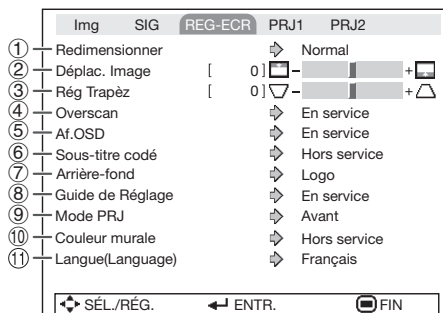 Img SIG REG-ECR PRJ1 PRJ2
① Redimensionner Normal
② Déplac. Image [ 0] - +
③ Rég Trapèz [ 0] - +
④ Overscan En service
⑤ Af.OSD En service
⑥ Sous-titre codé Hors service
⑦ Arrière-fond Logo
⑧ Guide de Réglage En service
⑨ Mode PRJ Avant
⑩ Couleur murale Hors service
⑪ Langue(Language) Français
SÉL./RÉG. ENTR. FIN